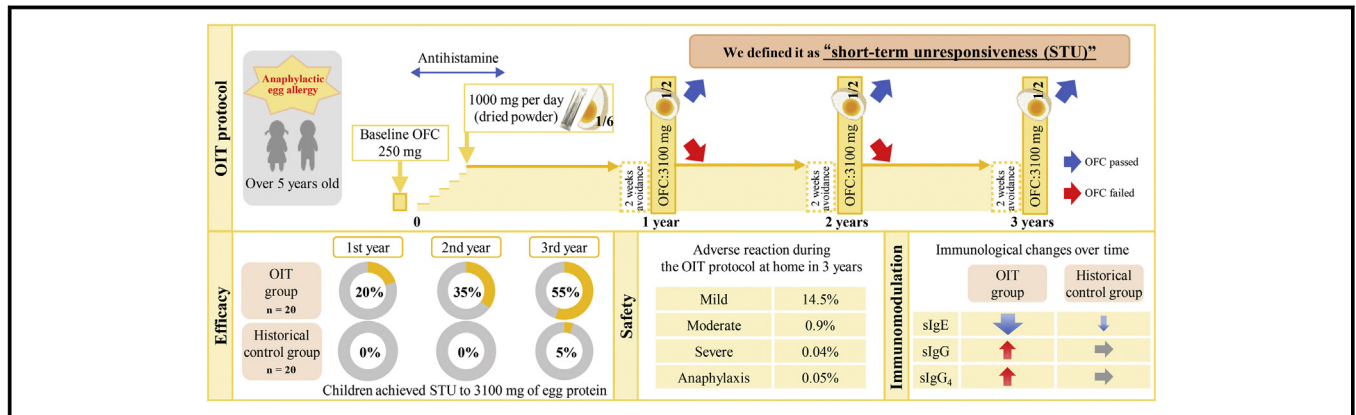 OIT protocol
Anaphylactic
egg allergy
Over 5 years old
Antihistamine
Baseline OFC
250 mg
1000 mg per day
(dried powder)
1/6
We defined it as “short-term unresponsiveness (STU)”
2 weeks
avoidance
OFC:3100 mg
1/2
2 weeks
avoidance
OFC:3100 mg
1/2
2 weeks
avoidance
OFC:3100 mg
1/2
OFC passed
OFC failed
0
1 year
2 years
3 years
Efficacy
1st year
2nd year
3rd year
OIT
group
n = 20
20%
35%
55%
Historical
control group
n = 20
0%
0%
5%
Children achieved STU to 3100 mg of egg protein
Safety
Adverse reaction during
the OIT protocol at home in 3 years
Mild 14.5%
Moderate 0.9%
Severe 0.04%
Anaphylaxis 0.05%
Immunomodulation
Immunological changes over time
OIT
group
Historical
control group
sIgE
sIgG
sIgG4